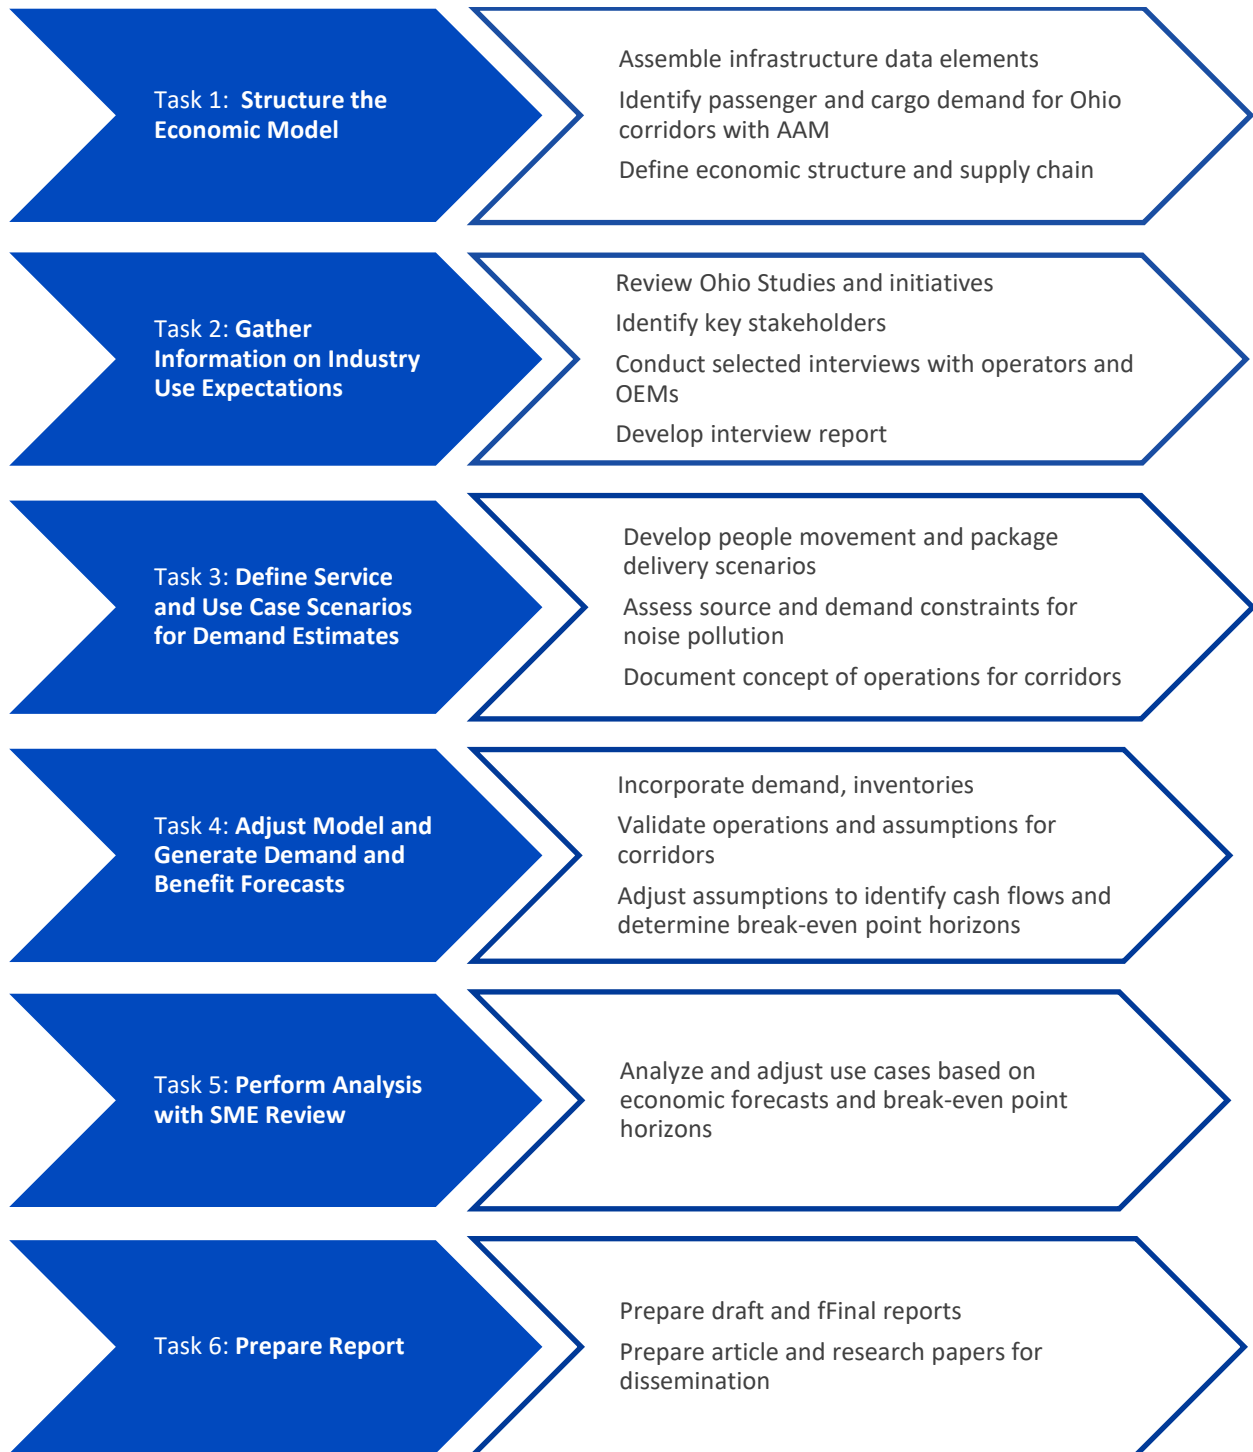 Task 1:  Structure the
Economic Model
Assemble infrastructure data elements
Identify passenger and cargo demand for Ohio
corridors with AAM
Define economic structure and supply chain
Task 2: Gather
Information on Industry
Use Expectations
Review Ohio Studies and initiatives
Identify key stakeholders
Conduct selected interviews with operators and
OEMs
Develop interview report
Task 3: Define Service
and Use Case Scenarios
for Demand Estimates
Develop people movement and package
delivery scenarios
Assess source and demand constraints for
noise pollution
Document concept of operations for corridors
Task 4: Adjust Model and
Generate Demand and
Benefit Forecasts
Incorporate demand, inventories
Validate operations and assumptions for
corridors
Adjust assumptions to identify cash flows and
determine break-even point horizons
Task 5: Perform Analysis
with SME Review
Analyze and adjust use cases based on
economic forecasts and break-even point
horizons
Task 6: Prepare Report
Prepare draft and fFinal reports
Prepare article and research papers for
dissemination